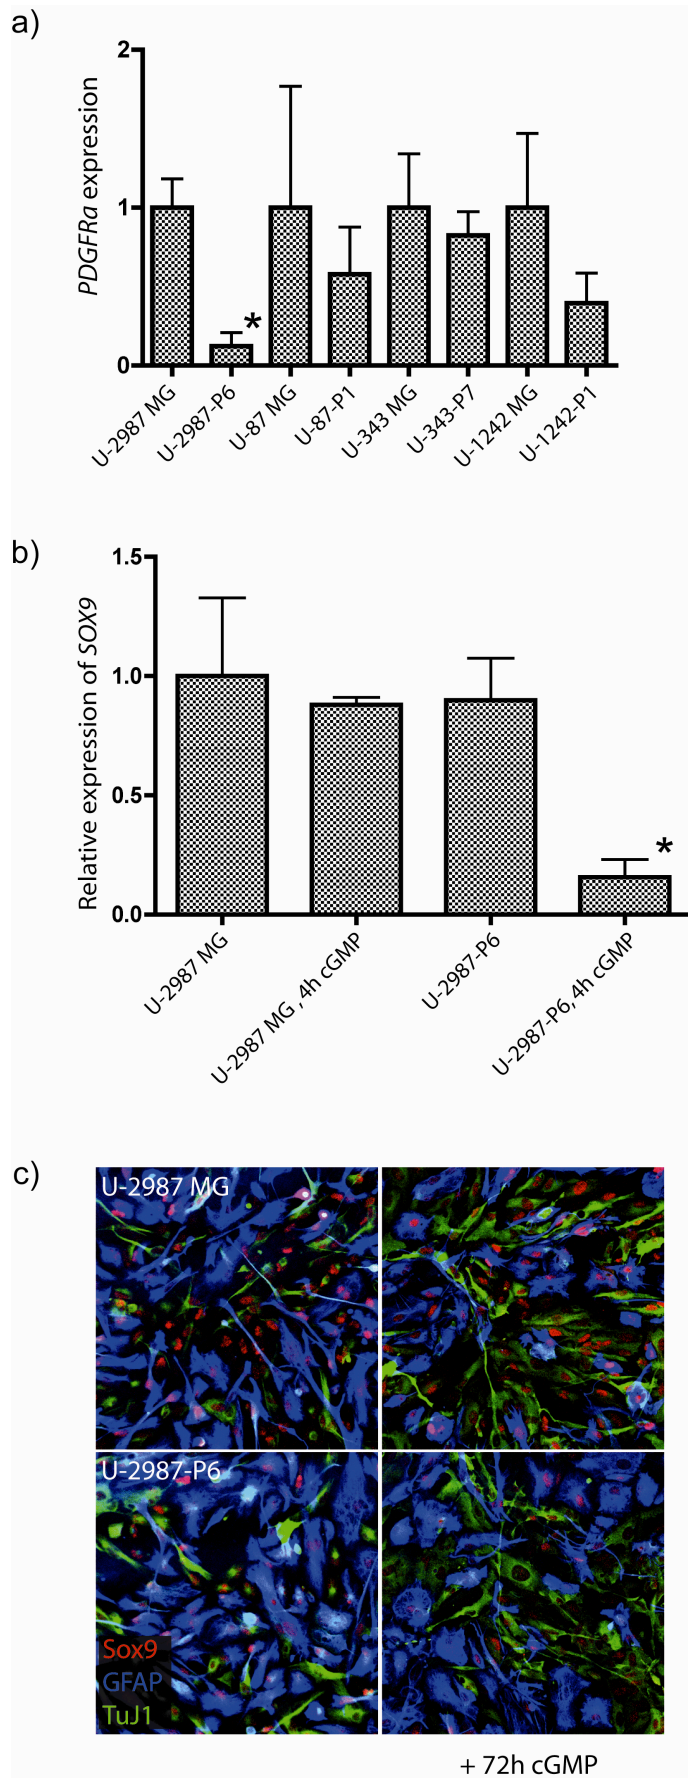 a)
PDGFRa expression
2
1
0
*
U-2987 MG
U-2987-P6
U-87 MG
U-87-P1
U-343 MG
U-343-P7
U-1242 MG
U-1242-P1
b)
Relative expression of SOX9
1.5
1.0
0.5
0.0
*
U-2987 MG
U-2987 MG , 4h cGMP
U-2987-P6
U-2987-P6, 4h cGMP
c)
U-2987 MG
U-2987-P6
Sox9
GFAP
TuJ1
+ 72h cGMP